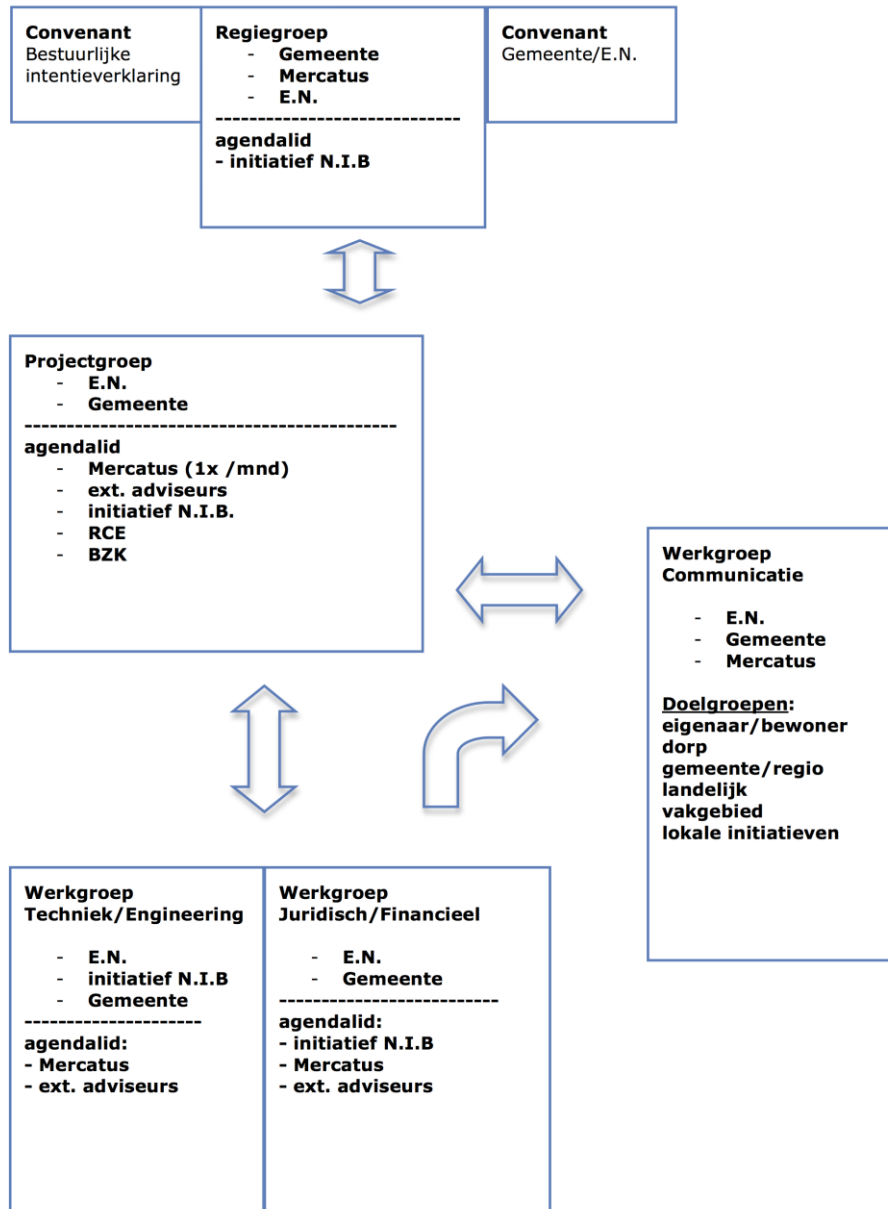 Convenant
Bestuurlijke
intentieverklaring
Regiegroep
- Gemeente
- Mercatus
- E.N.
-----------------------------
agendalid
- initiatief N.I.B
Convenant
Gemeente/E.N.
Projectgroep
- E.N.
- Gemeente
--------------------------------------------
agendalid
- Mercatus (1x /mnd)
- ext. adviseurs
- initiatief N.I.B.
- RCE
- BZK
Werkgroep
Communicatie
- E.N.
- Gemeente
- Mercatus
Doelgroepen:
eigenaar/bewoner
dorp
gemeente/regio
landelijk
vakgebied
lokale initiatieven
Werkgroep
Techniek/Engineering
- E.N.
- initiatief N.I.B
- Gemeente
---------------------
agendalid:
- Mercatus
- ext. adviseurs
Werkgroep
Juridisch/Financieel
- E.N.
- Gemeente
--------------------------
agendalid:
- initiatief N.I.B
- Mercatus
- ext. adviseurs